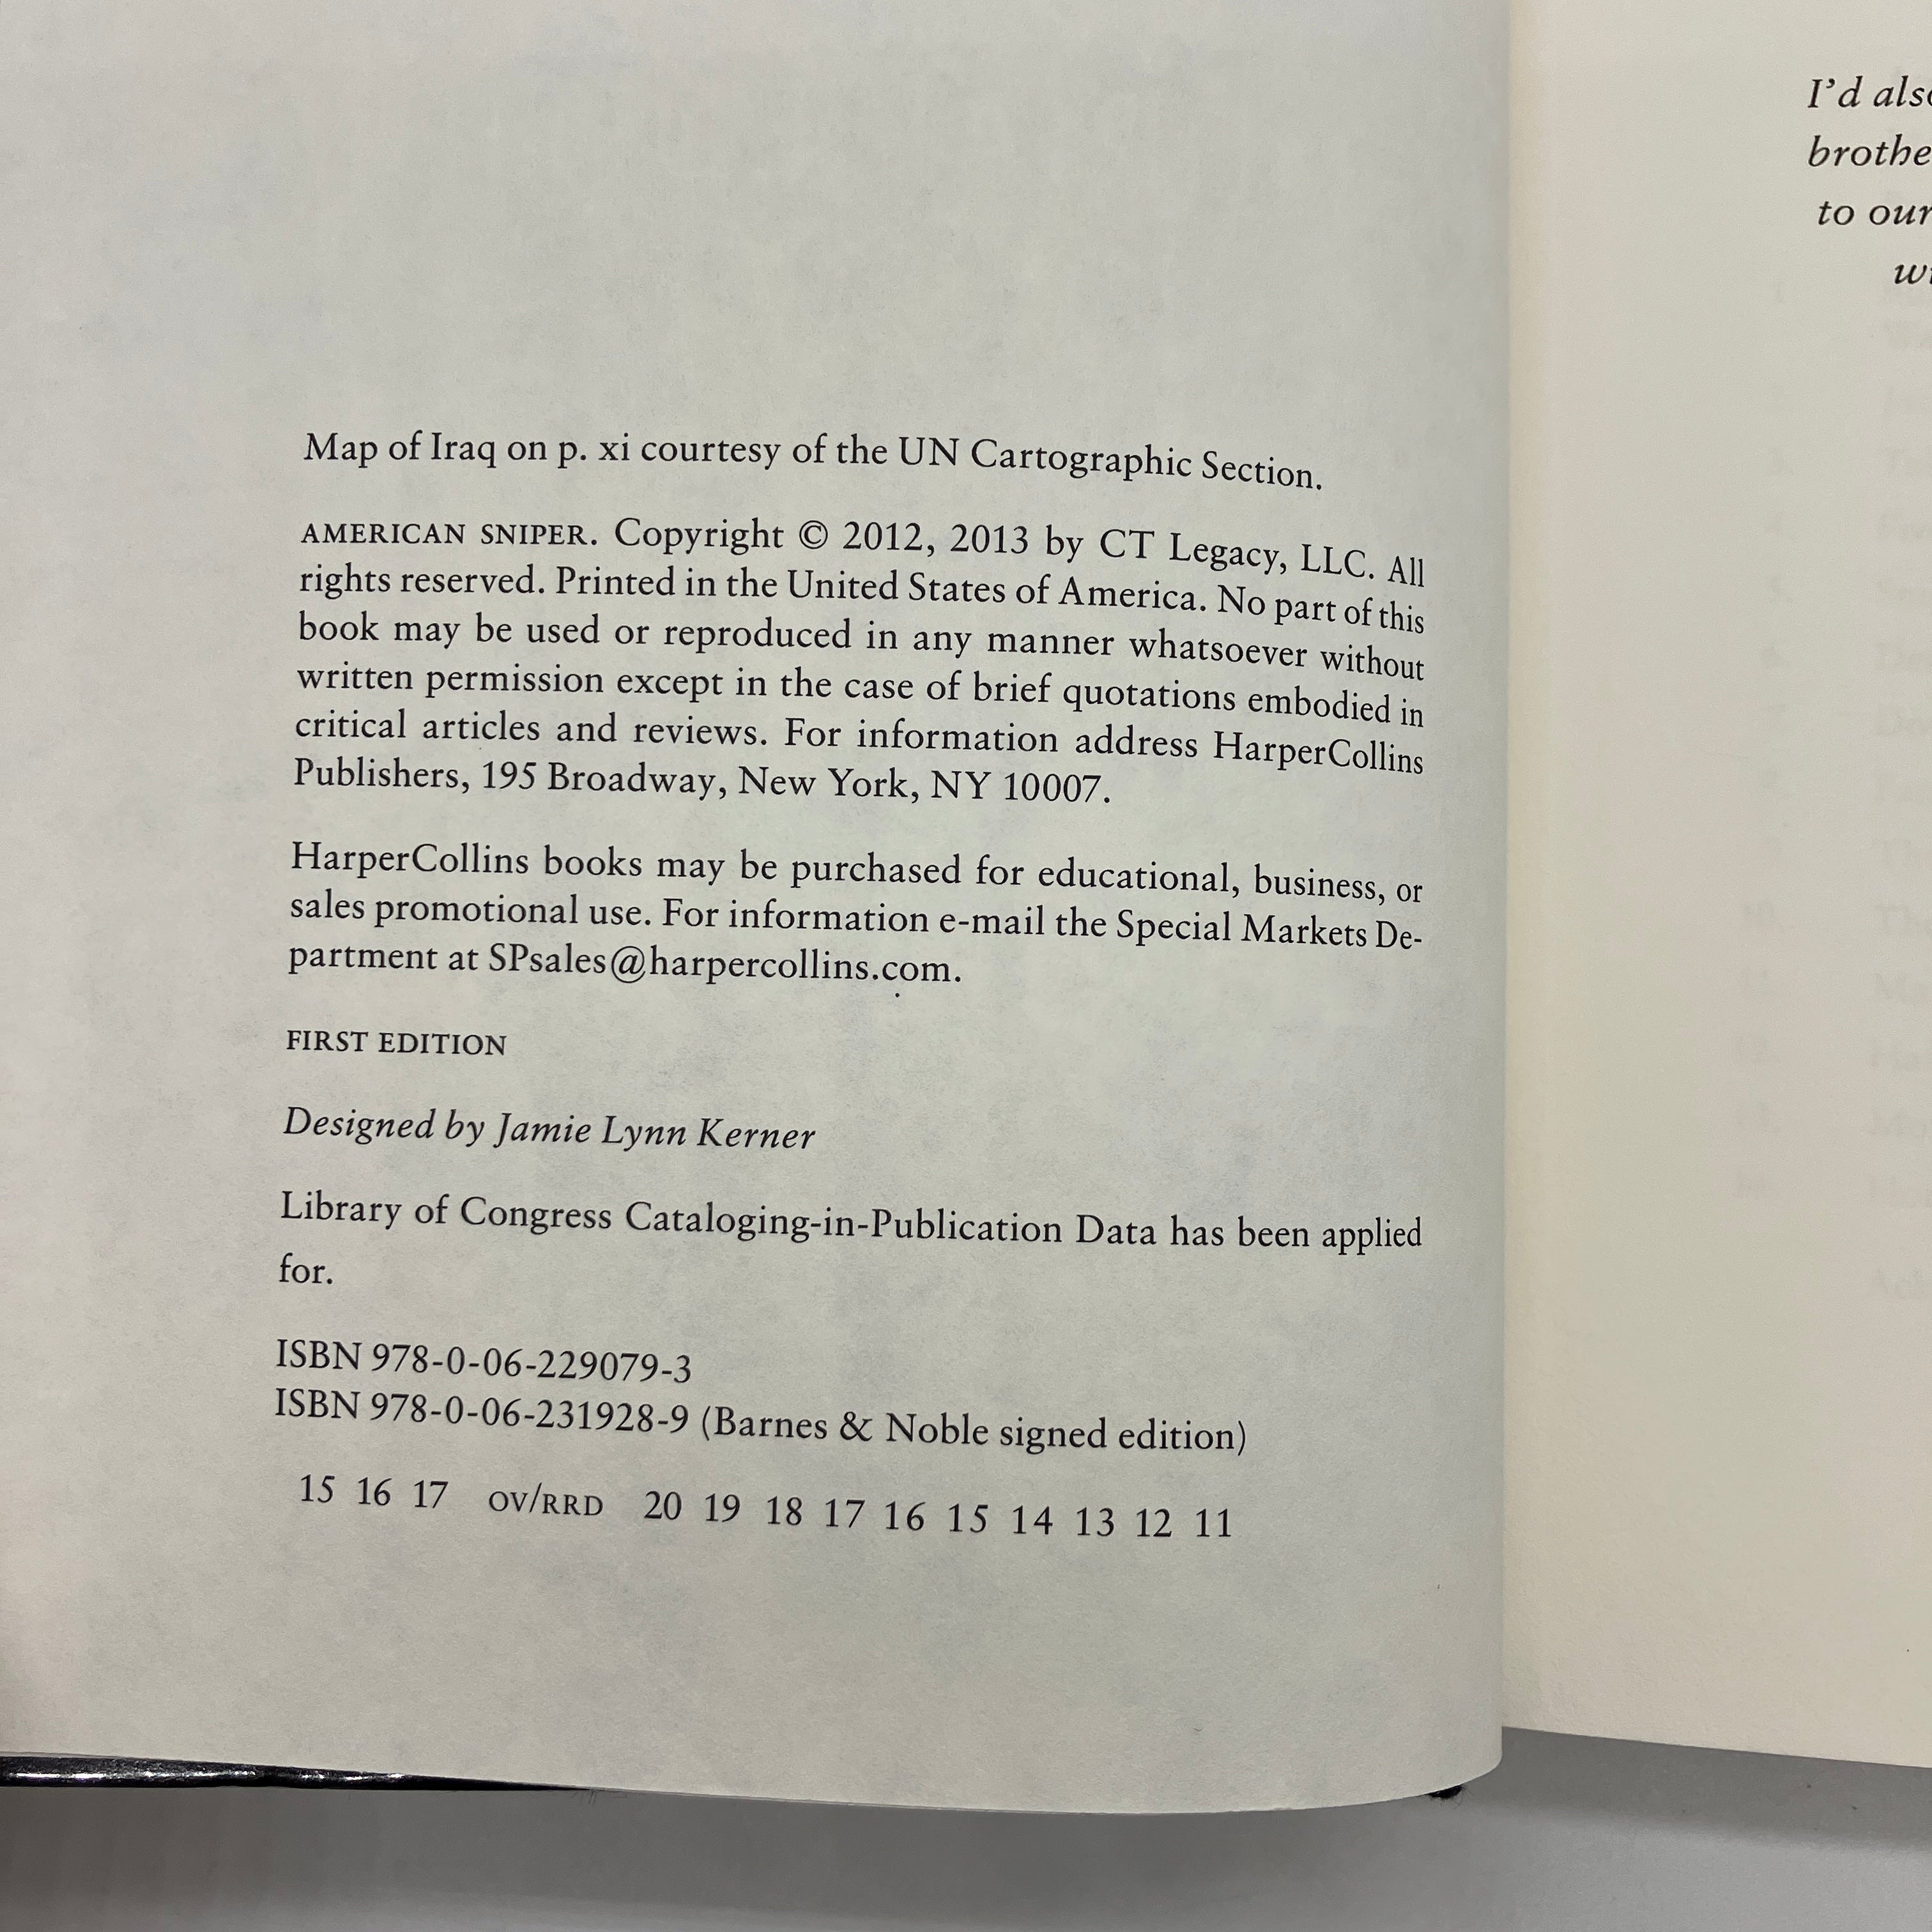 Map of Iraq on p. xi courtesy of the UN Cartographic Section.
AMERICAN SNIPER. Copyright © 2012, 2013 by CT Legacy, LLC. All
rights reserved. Printed in the United States of America. No part of this
book may be used or reproduced in any manner whatsoever without
written permission except in the case of brief quotations embodied in
critical articles and reviews. For information address HarperCollins
Publishers, 195 Broadway, New York, NY 10007.
HarperCollins books may be purchased for educational, business, or
sales promotional use. For information e-mail the Special Markets De-
partment at SPsales@harpercollins.com.
FIRST EDITION
Designed by Jamie Lynn Kerner
Library of Congress Cataloging-in-Publication Data has been applied
for.
ISBN 978-0-06-229079-3
ISBN 978-0-06-231928-9 (Barnes & Noble signed edition)
15 16 17 OV/RRD 20 19 18 17 16 15 14 13 12 11
I'd
to our